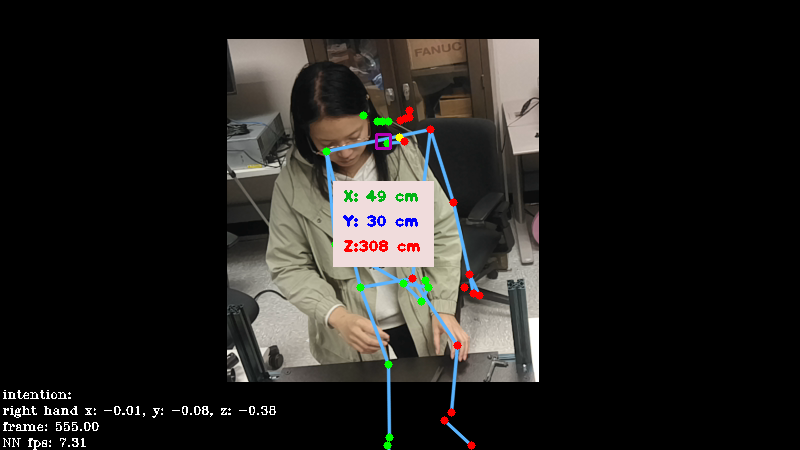 FANUC
X: 49 cm
Y: 30 cm
Z:308 cm
intention:
right hand x: -0.01, y: -0.08, z: -0.38
frame: 555.00
NN fps: 7.31